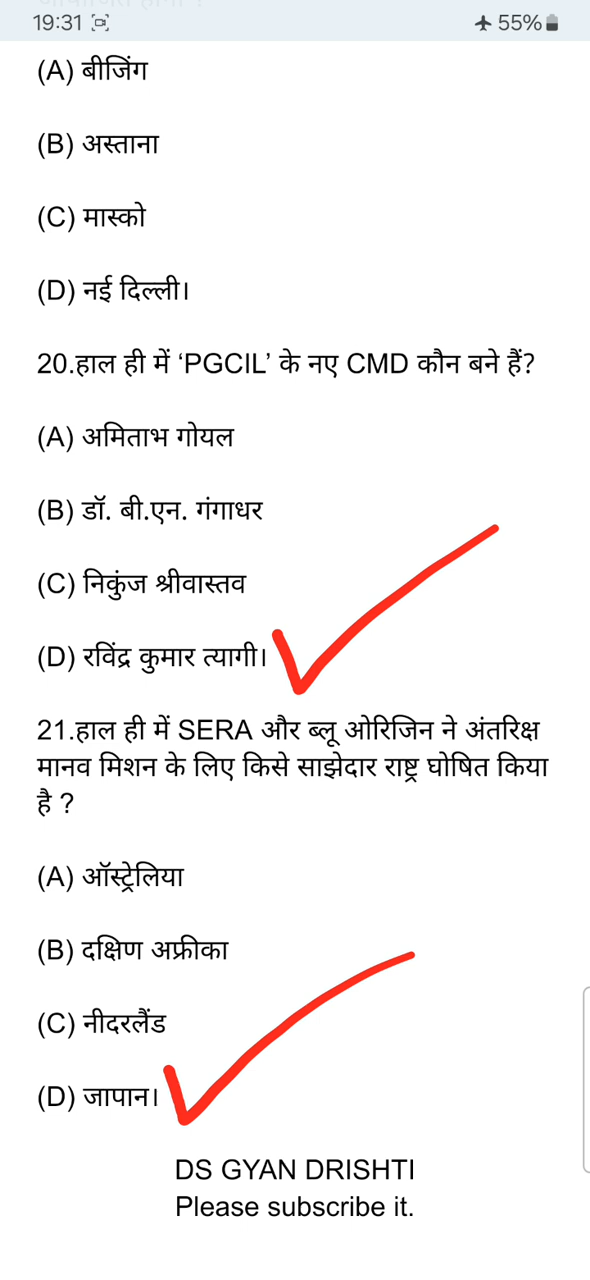 19:31 55%
(A) बीजिंग
(B) अस्ताना
(C) मास्को
(D) नई दिल्ली।
20.हाल ही में ‘PGCIL’ के नए CMD कौन बने हैं?
(A) अमिताभ गोयल
(B) डॉ. बी.एन. गंगाधर
(C) निकुंज श्रीवास्तव
(D) रविंद्र कुमार त्यागी।
21.हाल ही में SERA और ब्लू ओरिजिन ने अंतरिक्ष
मानव मिशन के लिए किसे साझेदार राष्ट्र घोषित किया
है ?
(A) ऑस्ट्रेलिया
(B) दक्षिण अफ्रीका
(C) नीदरलैंड
(D) जापान।
DS GYAN DRISHTI
Please subscribe it.